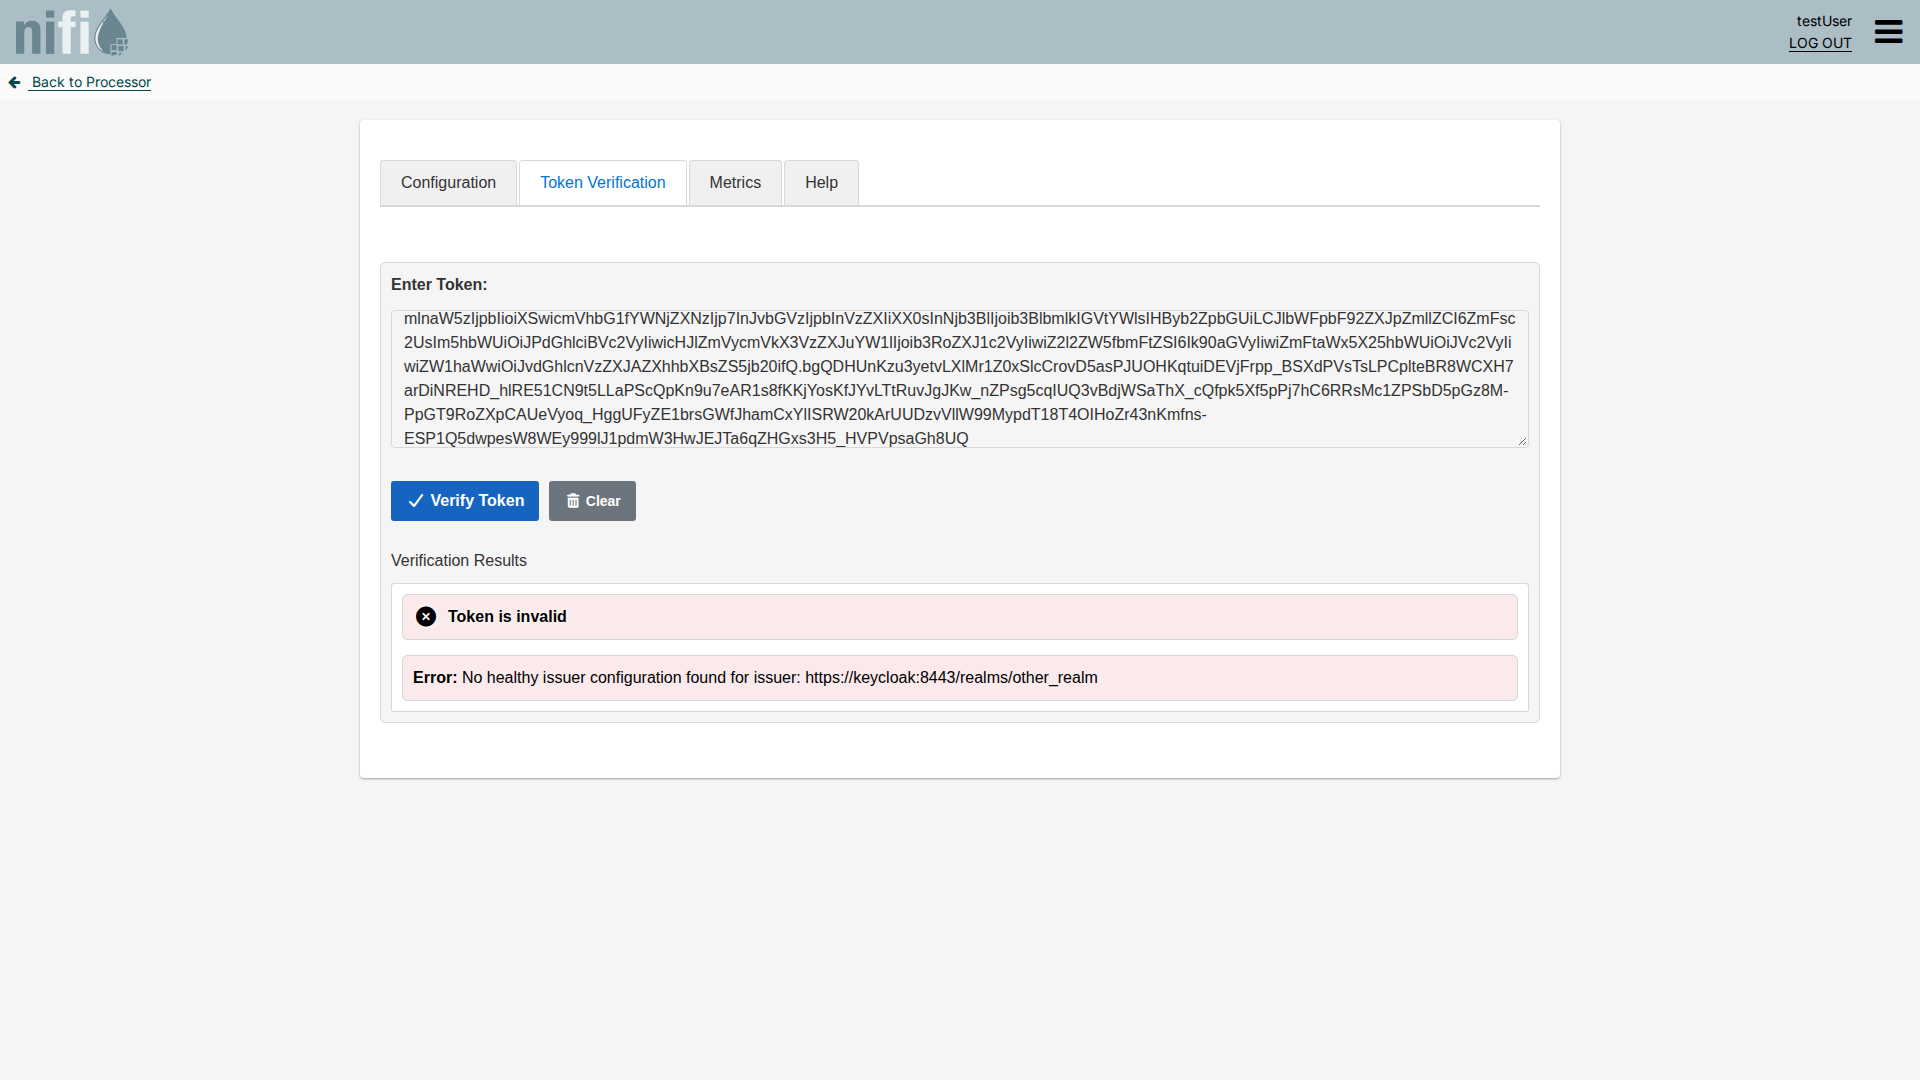 nifi
testUser
LOG OUT
Back to Processor
Configuration
Token Verification
Metrics
Help
Enter Token:
mlnaW5zIjpbIioiXSwicmVhbG1fYWNjZXNzIjp7InJvbGVzIjpbInVzZXIiXX0sInNjb3BlIjoib3BlbmlkIGVtYWlsIHByb2ZpbGUiLCJlbWFpbF92ZXJpZmllZCI6ZmFsc
2UsIm5hbWUiOiJPdGhlciBVc2VyIiwicHJlZmVycmVkX3VzZXJuYW1lIjoib3RoZXJ1c2VyIiwiZ2l2ZW5fbmFtZSI6Ik90aGVyIiwiZmFtaWx5X25hbWUiOiJVc2VyIi
wiZW1haWwiOiJvdGhlcnVzZXJAZXhhbXBsZS5jb20ifQ.bgQDHUnKzu3yetvLXlMr1Z0xSlcCrovD5asPJUOHKqtuiDEVjFrpp_BSXdPVsTsLPCplteBR8WCXH7
arDiNREHD_hlRE51CN9t5LLaPScQpKn9u7eAR1s8fKKjYosKfJYvLTtRuvJgJKw_nZPsg5cqIUQ3vBdjWSaThX_cQfpk5Xf5pPj7hC6RRsMc1ZPSbD5pGz8M-
PpGT9RoZXpCAUeVyoq_HggUFyZE1brsGWfJhamCxYlISRW20kArUUDzvVllW99MypdT18T4OIHoZr43nKmfns-
ESP1Q5dwpesW8WEy999lJ1pdmW3HwJEJTa6qZHGxs3H5_HVPVpsaGh8UQ
Verify Token
Clear
Verification Results
Token is invalid
Error: No healthy issuer configuration found for issuer: https://keycloak:8443/realms/other_realm